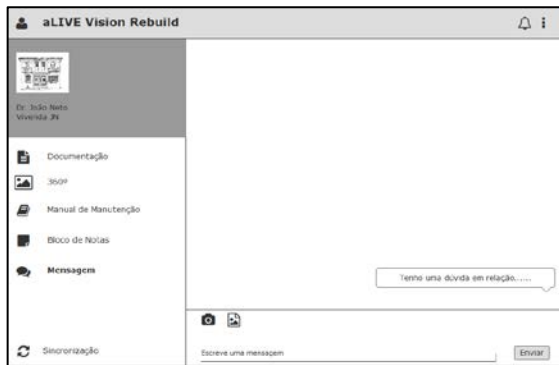 aLIVE Vision Rebuild
Dr. João Neto
Vivenda JN
Documentação
360º
Manual de Manutenção
Bloco de Notas
Mensagem
Sincronização
Tenho uma dúvida em relação......
Escreve uma mensagem
Enviar